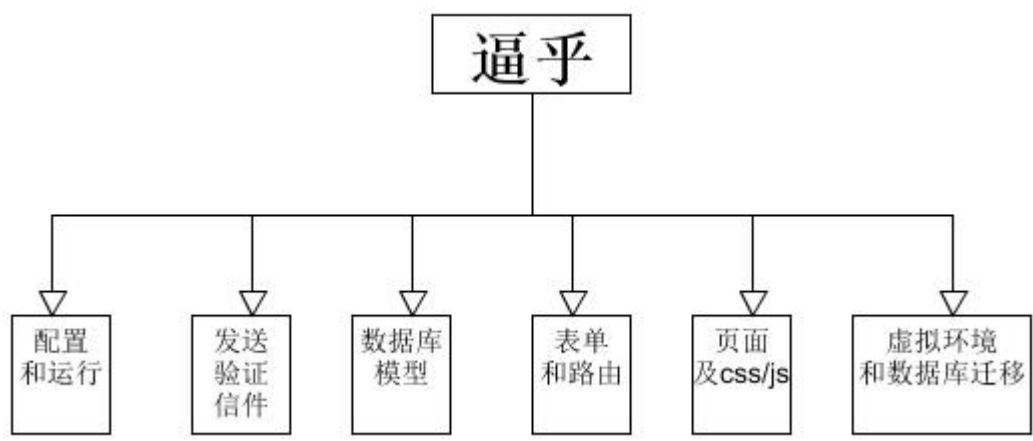 逼乎
配置
和运行
发送
验证
信件
数据库
模型
表单
和路由
页面
及css/js
虚拟环境
和数据库迁移